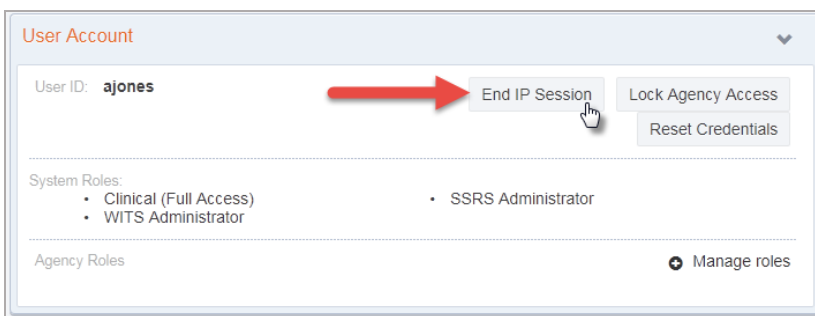 User Account
User ID: ajones
End IP Session
Lock Agency Access
Reset Credentials
System Roles:
• Clinical (Full Access)
• SSRS Administrator
• WITS Administrator
Agency Roles
Manage roles